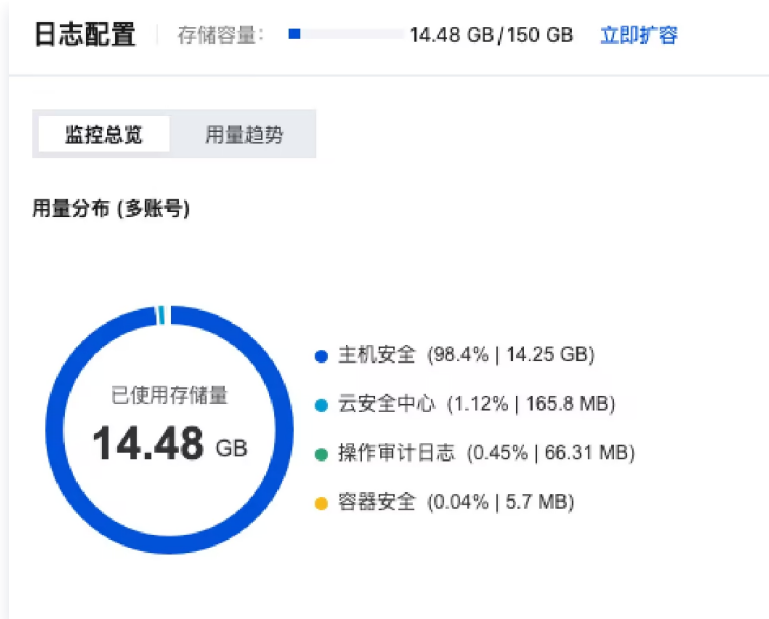 日志配置 存储容量: 14.48 GB/150 GB 立即扩容
监控总览 用量趋势
用量分布 (多账号)
已使用存储量
14.48 GB
主机安全 (98.4% | 14.25 GB)
云安全中心 (1.12% | 165.8 MB)
操作审计日志 (0.45% | 66.31 MB)
容器安全 (0.04% | 5.7 MB)